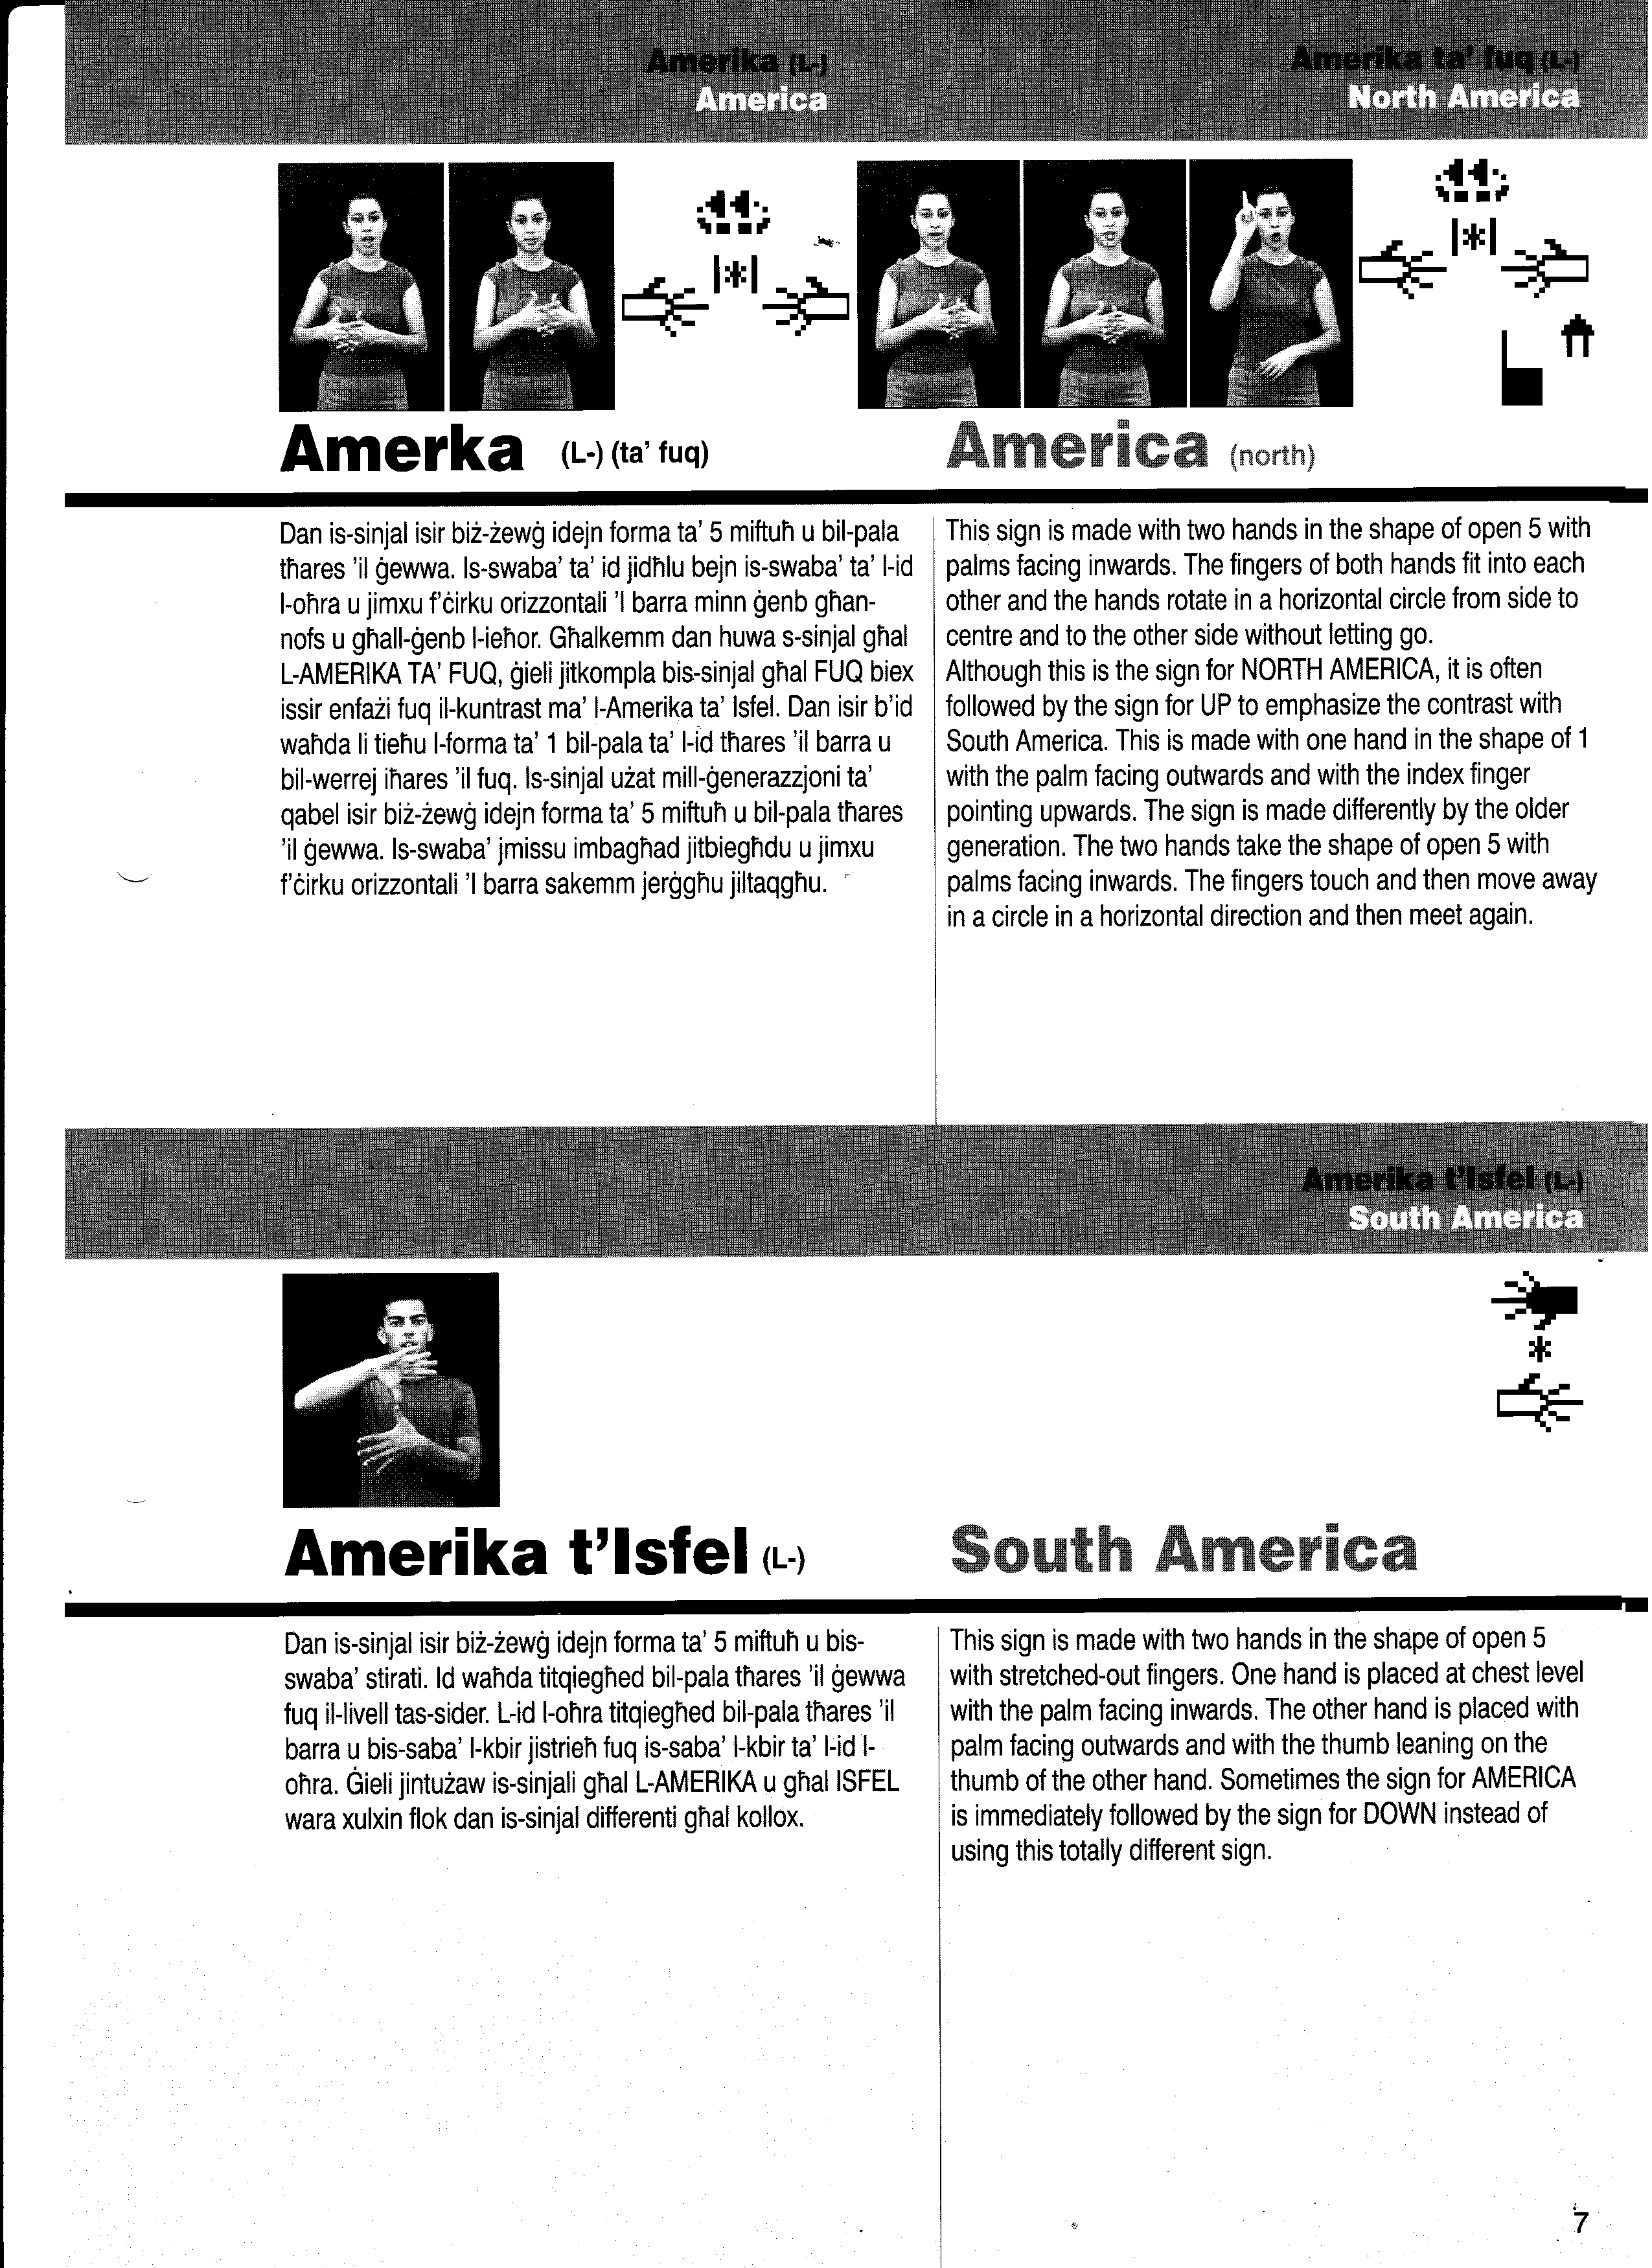 Amerika (L-)
America
Amerika ta' fuq (L-)
North America
Amerka (L-) (ta' fuq)
America (north)
Dan is-sinjal isir biż-żewġ idejn forma ta' 5 miftuħ u bil-pala
tħares 'il ġewwa. Is-swaba' ta' id jidħlu bejn is-swaba' ta' l-id
l-oħra u jimxu f'ċirku orizzontali 'l barra minn ġenb għan-
nofs u għall-ġenb l-ieħor. Għalkemm dan huwa s-sinjal għal
L-AMERIKA TA' FUQ, ġieli jitkompla bis-sinjal għal FUQ biex
issir enfażi fuq il-kuntrast ma' l-Amerika ta' Isfel. Dan isir b'id
waħda li tieħu l-forma ta' 1 bil-pala ta' l-id tħares 'il barra u
bil-werrej iħares 'il fuq. Is-sinjal użat mill-ġenerazzjoni ta'
qabel isir biż-żewġ idejn forma ta' 5 miftuħ u bil-pala tħares
'il ġewwa. Is-swaba' jmissu imbagħad jitbiegħdu u jimxu
f'ċirku orizzontali 'l barra sakemm jerġgħu jiltaqgħu.
This sign is made with two hands in the shape of open 5 with
palms facing inwards. The fingers of both hands fit into each
other and the hands rotate in a horizontal circle from side to
centre and to the other side without letting go.
Although this is the sign for NORTH AMERICA, it is often
followed by the sign for UP to emphasize the contrast with
South America. This is made with one hand in the shape of 1
with the palm facing outwards and with the index finger
pointing upwards. The sign is made differently by the older
generation. The two hands take the shape of open 5 with
palms facing inwards. The fingers touch and then move away
in a circle in a horizontal direction and then meet again.
Amerika t'Isfel (L-)
South America
Amerika t'Isfel (L-)
South America
Dan is-sinjal isir biż-żewġ idejn forma ta' 5 miftuħ u bis-
swaba' stirati. Id waħda titqiegħed bil-pala tħares 'il ġewwa
fuq il-livell tas-sider. L-id l-oħra titqiegħed bil-pala tħares 'il
barra u bis-saba' l-kbir jistrieħ fuq is-saba' l-kbir ta' l-id l-
oħra. Ġieli jintużaw is-sinjali għal L-AMERIKA u għal ISFEL
wara xulxin flok dan is-sinjal differenti għal kollox.
This sign is made with two hands in the shape of open 5
with stretched-out fingers. One hand is placed at chest level
with the palm facing inwards. The other hand is placed with
palm facing outwards and with the thumb leaning on the
thumb of the other hand. Sometimes the sign for AMERICA
is immediately followed by the sign for DOWN instead of
using this totally different sign.
7